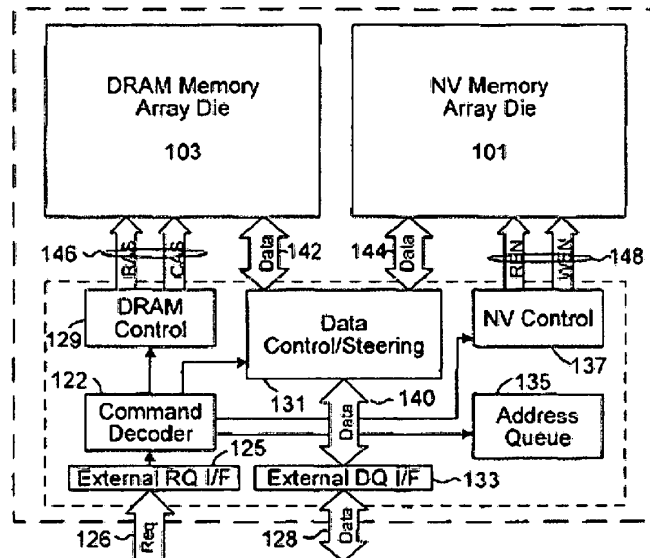 DRAM Memory
Array Die
103
NV Memory
Array Die
101
146
RAS
CAS
Data
142
144
Data
REN
WEN
148
DRAM
Control
129
Data
Control/Steering
131
NV Control
137
122
Command
Decoder
140
Data
135
Address
Queue
125
External RQ I/F
External DQ I/F
133
126
Req
128
Data